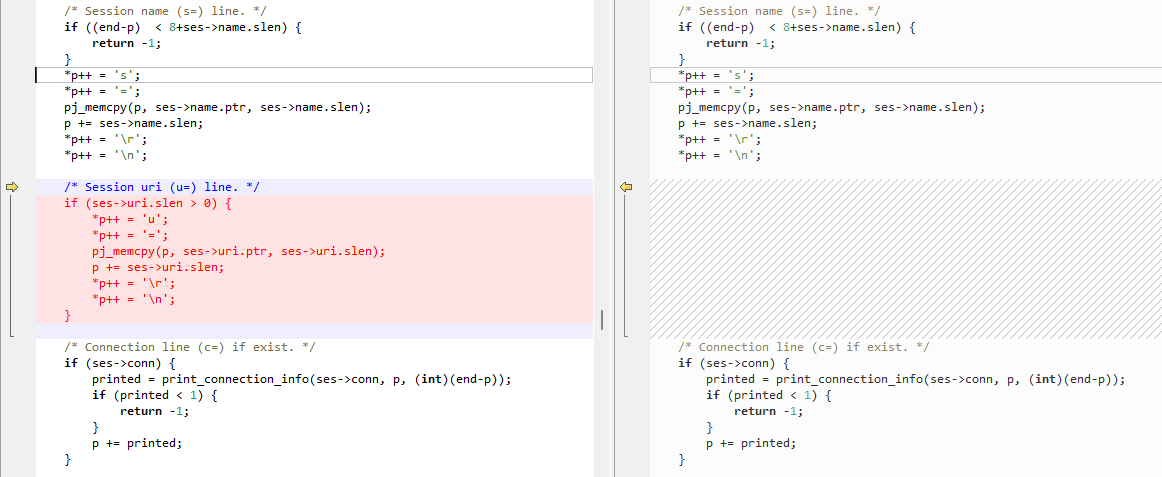 /* Session name (s=) line. */
if ((end-p)  < 8+ses->name.slen) {
    return -1;
}
*p++ = 's';
*p++ = '=';
pj_memcpy(p, ses->name.ptr, ses->name.slen);
p += ses->name.slen;
*p++ = '\r';
*p++ = '\n';
/* Session uri (u=) line. */
if (ses->uri.slen > 0) {
    *p++ = 'u';
    *p++ = '=';
    pj_memcpy(p, ses->uri.ptr, ses->uri.slen);
    p += ses->uri.slen;
    *p++ = '\r';
    *p++ = '\n';
}
/* Connection line (c=) if exist. */
if (ses->conn) {
    printed = print_connection_info(ses->conn, p, (int)(end-p));
    if (printed < 1) {
        return -1;
    }
    p += printed;
}
/* Session name (s=) line. */
if ((end-p)  < 8+ses->name.slen) {
    return -1;
}
*p++ = 's';
*p++ = '=';
pj_memcpy(p, ses->name.ptr, ses->name.slen);
p += ses->name.slen;
*p++ = '\r';
*p++ = '\n';
/* Connection line (c=) if exist. */
if (ses->conn) {
    printed = print_connection_info(ses->conn, p, (int)(end-p));
    if (printed < 1) {
        return -1;
    }
    p += printed;
}